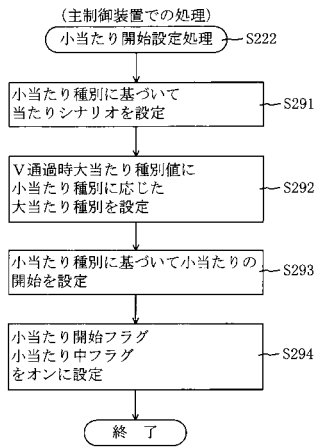 (主制御装置での処理)
小当たり開始設定処理
S222
小当たり種別に基づいて
当たりシナリオを設定
S291
V通過時大当たり種別値に
小当たり種別に応じた
大当たり種別を設定
S292
小当たり種別に基づいて小当たりの
開始を設定
S293
小当たり開始フラグ
小当たり中フラグ
をオンに設定
S294
終 了